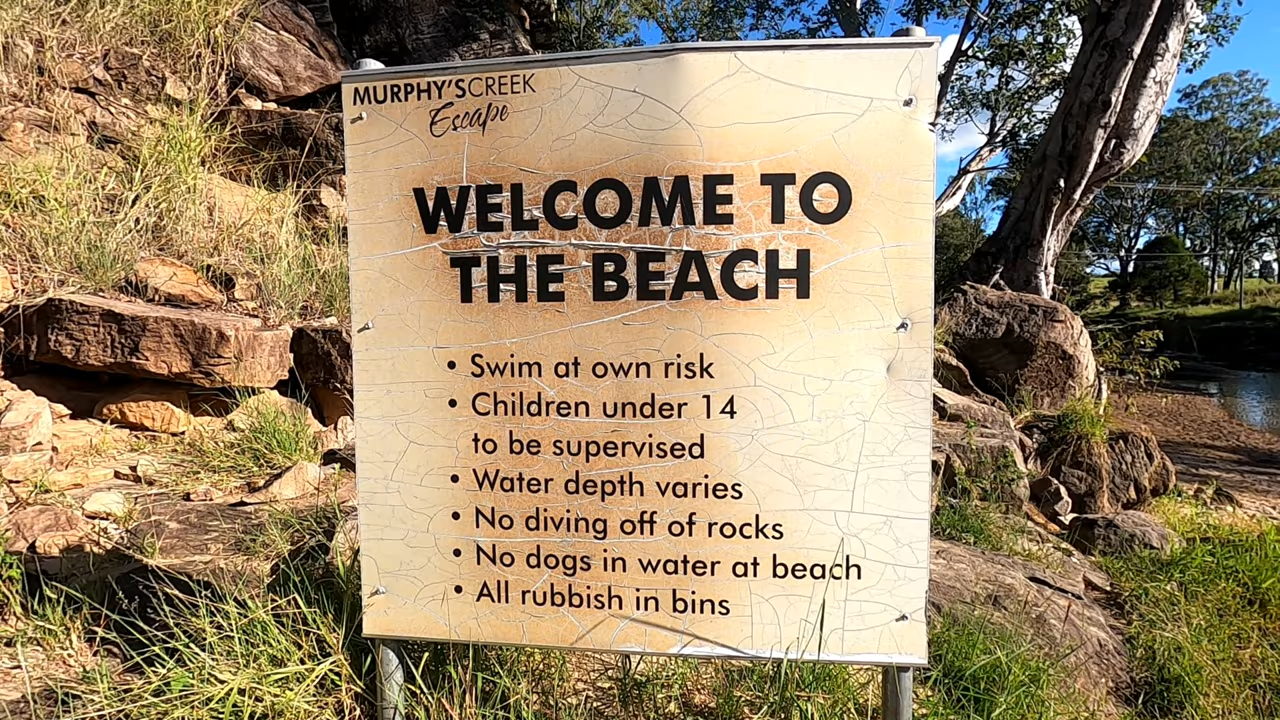 MURPHY'SCREEK
Escape
WELCOME TO
THE BEACH
• Swim at own risk
• Children under 14
to be supervised
• Water depth varies
• No diving off of rocks
• No dogs in water at beach
• All rubbish in bins